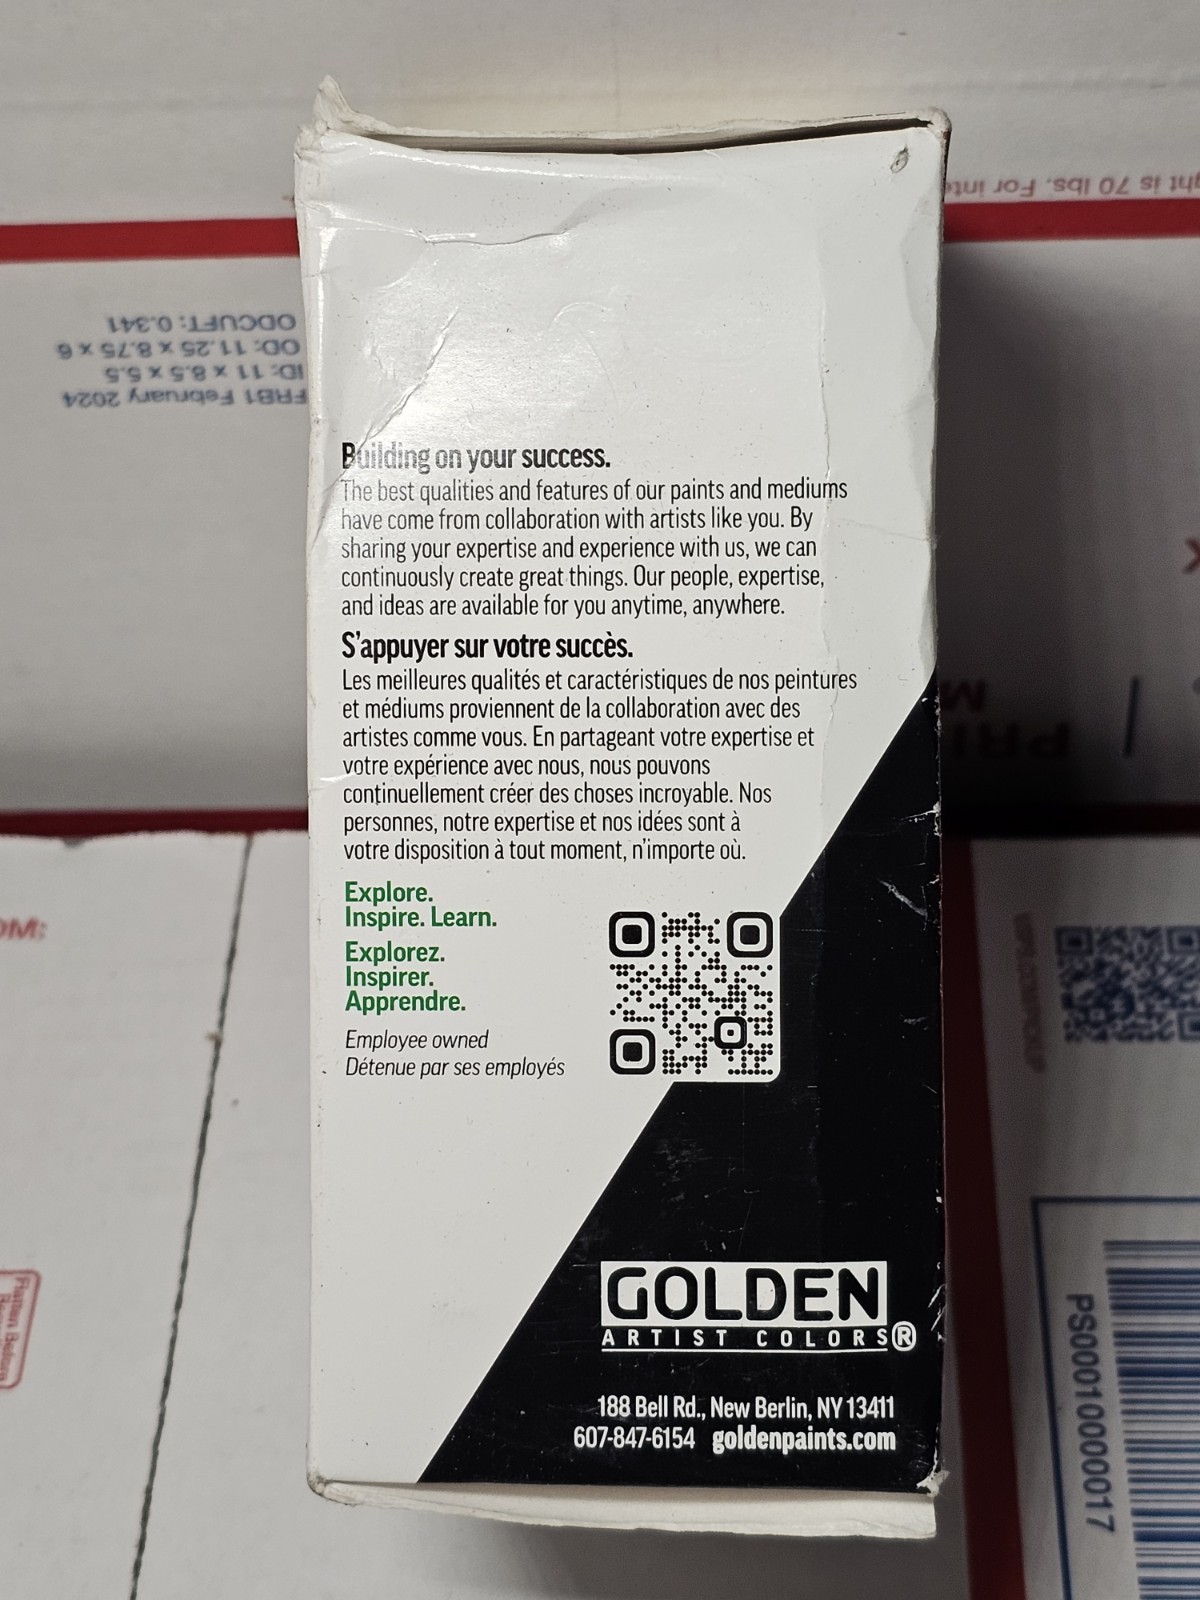 ght is 70 lbs. For inte
ODCUFT: 0.341
OD: 11.25 x 8.75 x 6
ID: 11 x 8.5 x 5.5
FRB1 February 2024
Building on your success.
The best qualities and features of our paints and mediums
have come from collaboration with artists like you. By
sharing your expertise and experience with us, we can
continuously create great things. Our people, expertise,
and ideas are available for you anytime, anywhere.
S'appuyer sur votre succès.
Les meilleures qualités et caractéristiques de nos peintures
et médiums proviennent de la collaboration avec des
artistes comme vous. En partageant votre expertise et
votre expérience avec nous, nous pouvons
continuellement créer des choses incroyable. Nos
personnes, notre expertise et nos idées sont à
votre disposition à tout moment, n'importe où.
Explore.
Inspire. Learn.
Explorez.
Inspirer.
Apprendre.
Employee owned
Détenue par ses employés
GOLDEN
ARTIST COLORS®
188 Bell Rd., New Berlin, NY 13411
607-847-6154 goldenpaints.com
OM:
PRI
M
USPS.COM/PICKUP
PS00010000017